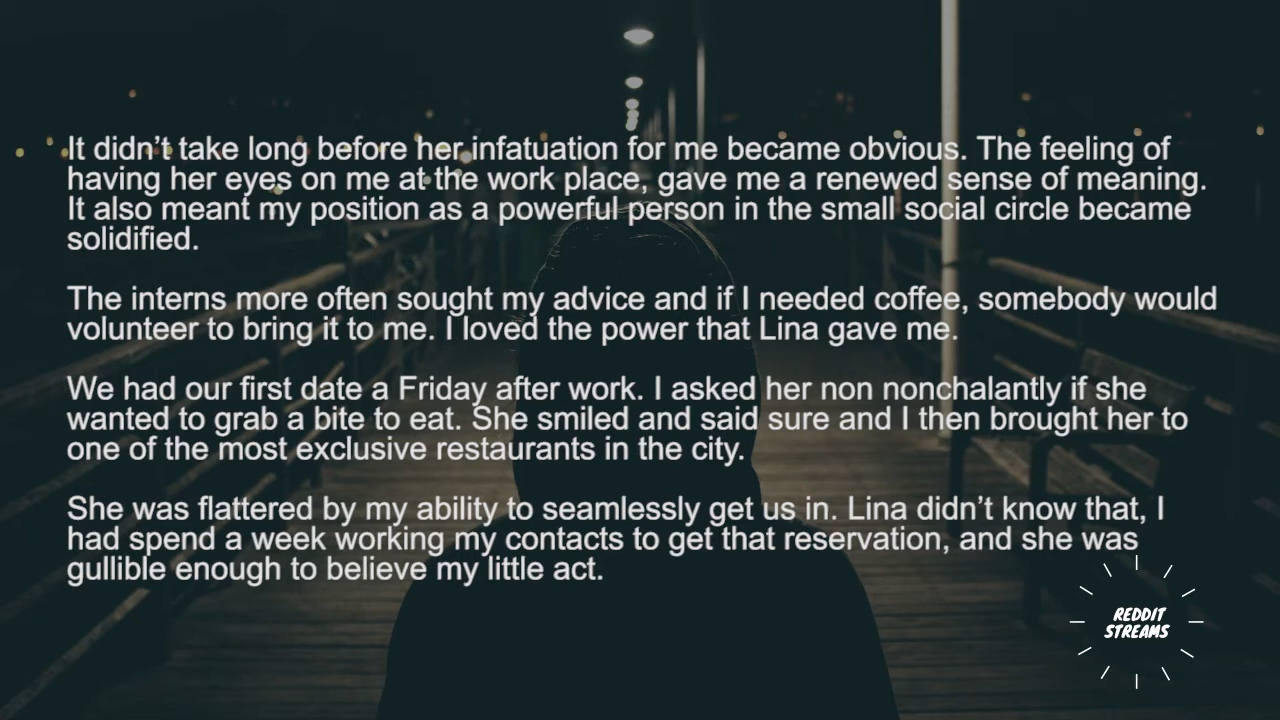 It didn’t take long before her infatuation for me became obvious. The feeling of
having her eyes on me at the work place, gave me a renewed sense of meaning.
It also meant my position as a powerful person in the small social circle became
solidified.
The interns more often sought my advice and if I needed coffee, somebody would
volunteer to bring it to me. I loved the power that Lina gave me.
We had our first date a Friday after work. I asked her non nonchalantly if she
wanted to grab a bite to eat. She smiled and said sure and I then brought her to
one of the most exclusive restaurants in the city.
She was flattered by my ability to seamlessly get us in. Lina didn’t know that, I
had spend a week working my contacts to get that reservation, and she was
gullible enough to believe my little act.
REDDIT
STREAMS